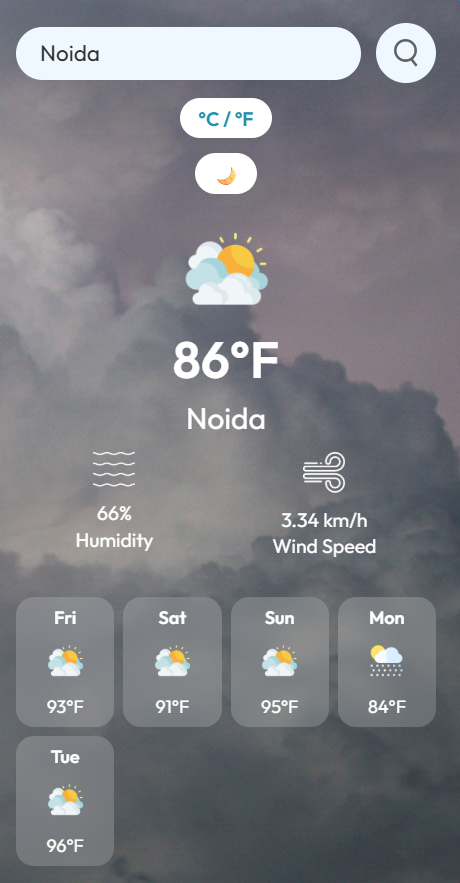 Noida
°C / °F
86°F
Noida
66%
Humidity
3.34 km/h
Wind Speed
Fri
93°F
Sat
91°F
Sun
95°F
Mon
84°F
Tue
96°F